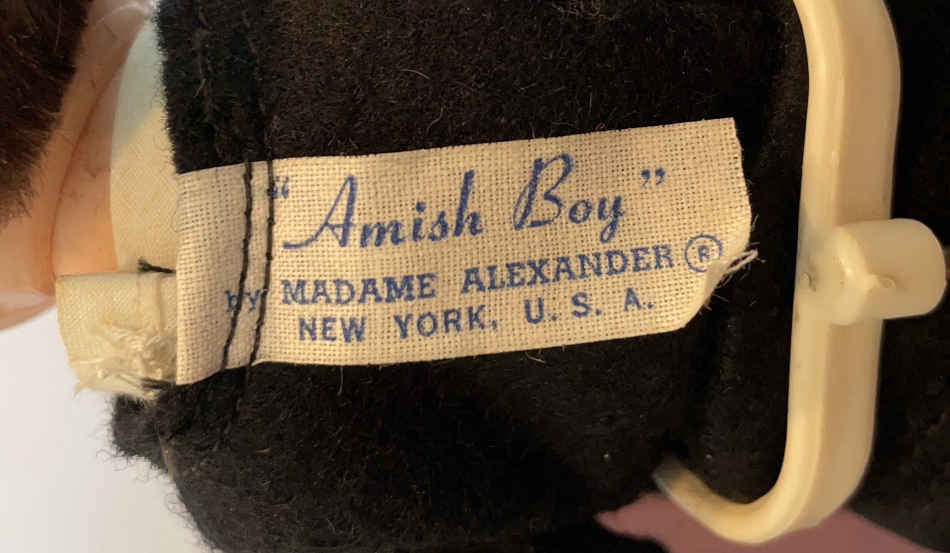 "Amish Boy"
by MADAME ALEXANDER®
NEW YORK, U.S.A.